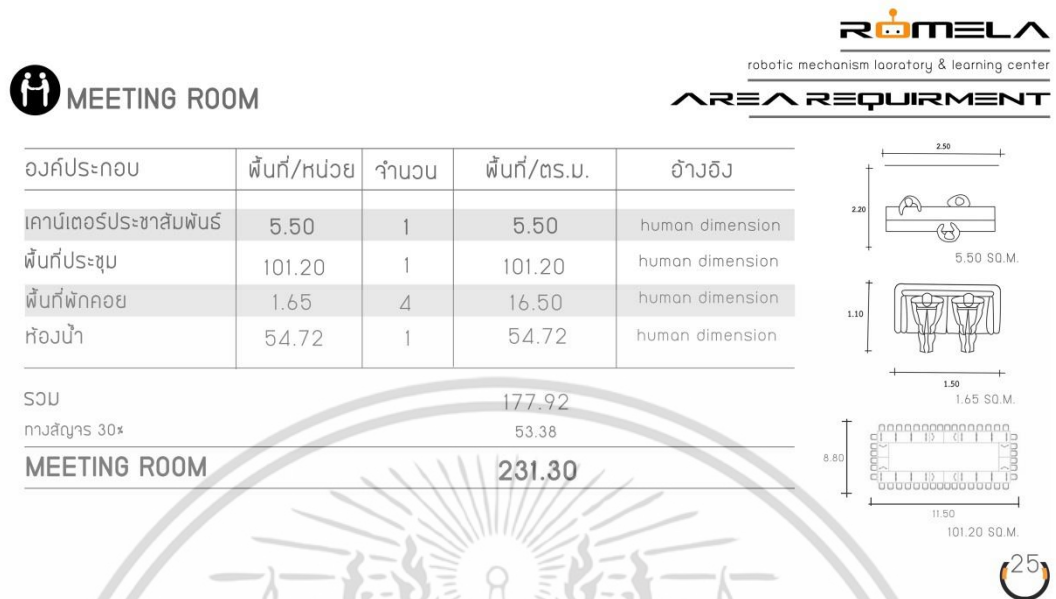 ROMELA
robotic mechanism laoratory & learning center
AREA REQUIRMENT
MEETING ROOM
องค์ประกอบ พื้นที่/หน่วย จำนวน พื้นที่/ตร.ม. อ้างอิง
เคาน์เตอร์ประชาสัมพันธ์ 5.50 1 5.50 human dimension
พื้นที่ประชุม 101.20 1 101.20 human dimension
พื้นที่พักคอย 1.65 4 16.50 human dimension
ห้องน้ำ 54.72 1 54.72 human dimension
รวม 177.92
ทางสัญจร 30% 53.38
MEETING ROOM 231.30
2.50
2.20
5.50 SQ.M.
1.10
1.50
1.65 SQ.M.
8.80
11.50
101.20 SQ.M.
25